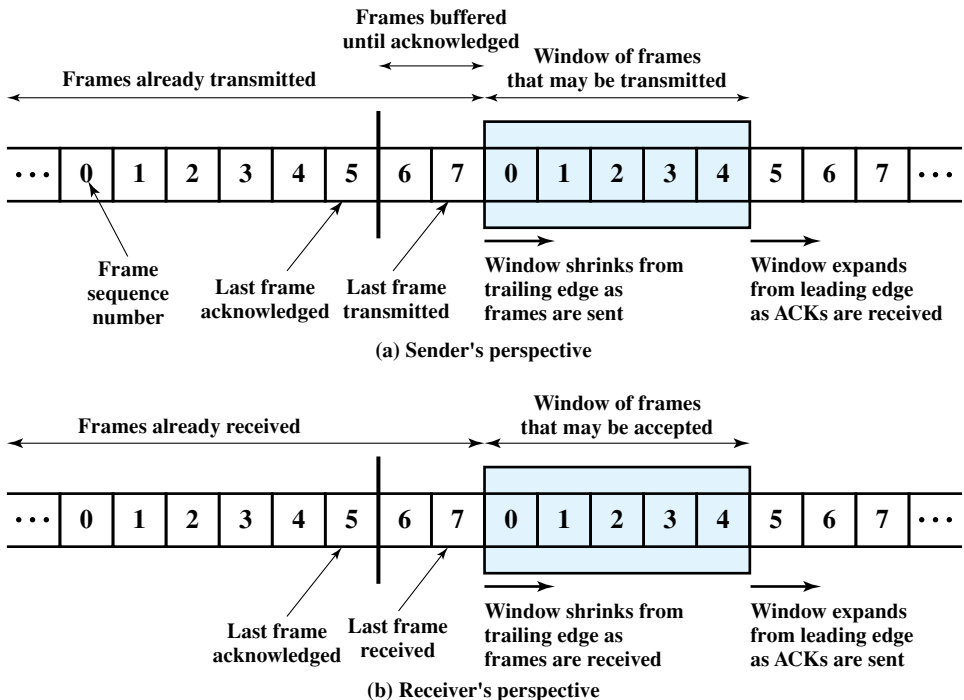 Frames buffered
until acknowledged
Window of frames
that may be transmitted
Frames already transmitted
··· 0 1 2 3 4 5 6 7 0 1 2 3 4 5 6 7 ···
Frame
sequence
number
Last frame
acknowledged
Last frame
transmitted
Window shrinks from
trailing edge as
frames are sent
Window expands
from leading edge
as ACKs are received
(a) Sender's perspective
Window of frames
that may be accepted
Frames already received
··· 0 1 2 3 4 5 6 7 0 1 2 3 4 5 6 7 ···
Last frame
acknowledged
Last frame
received
Window shrinks from
trailing edge as
frames are received
Window expands
from leading edge
as ACKs are sent
(b) Receiver's perspective